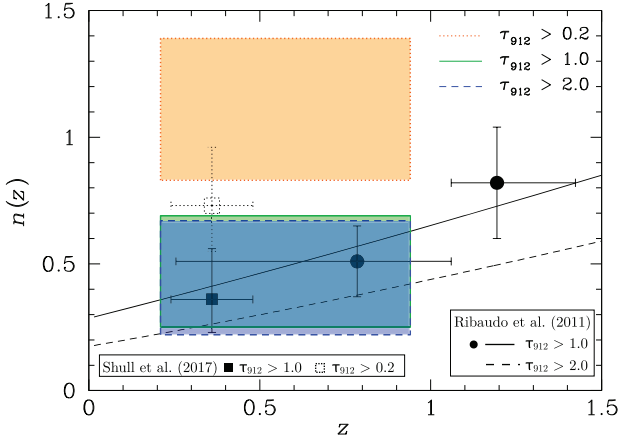 1.5
τ912 > 0.2
τ912 > 1.0
τ912 > 2.0
1
n(z)
0.5
Ribaudo et al. (2011)
τ912 > 1.0
τ912 > 2.0
Shull et al. (2017) τ912 > 1.0 τ912 > 0.2
0
0 0.5 1 1.5
z